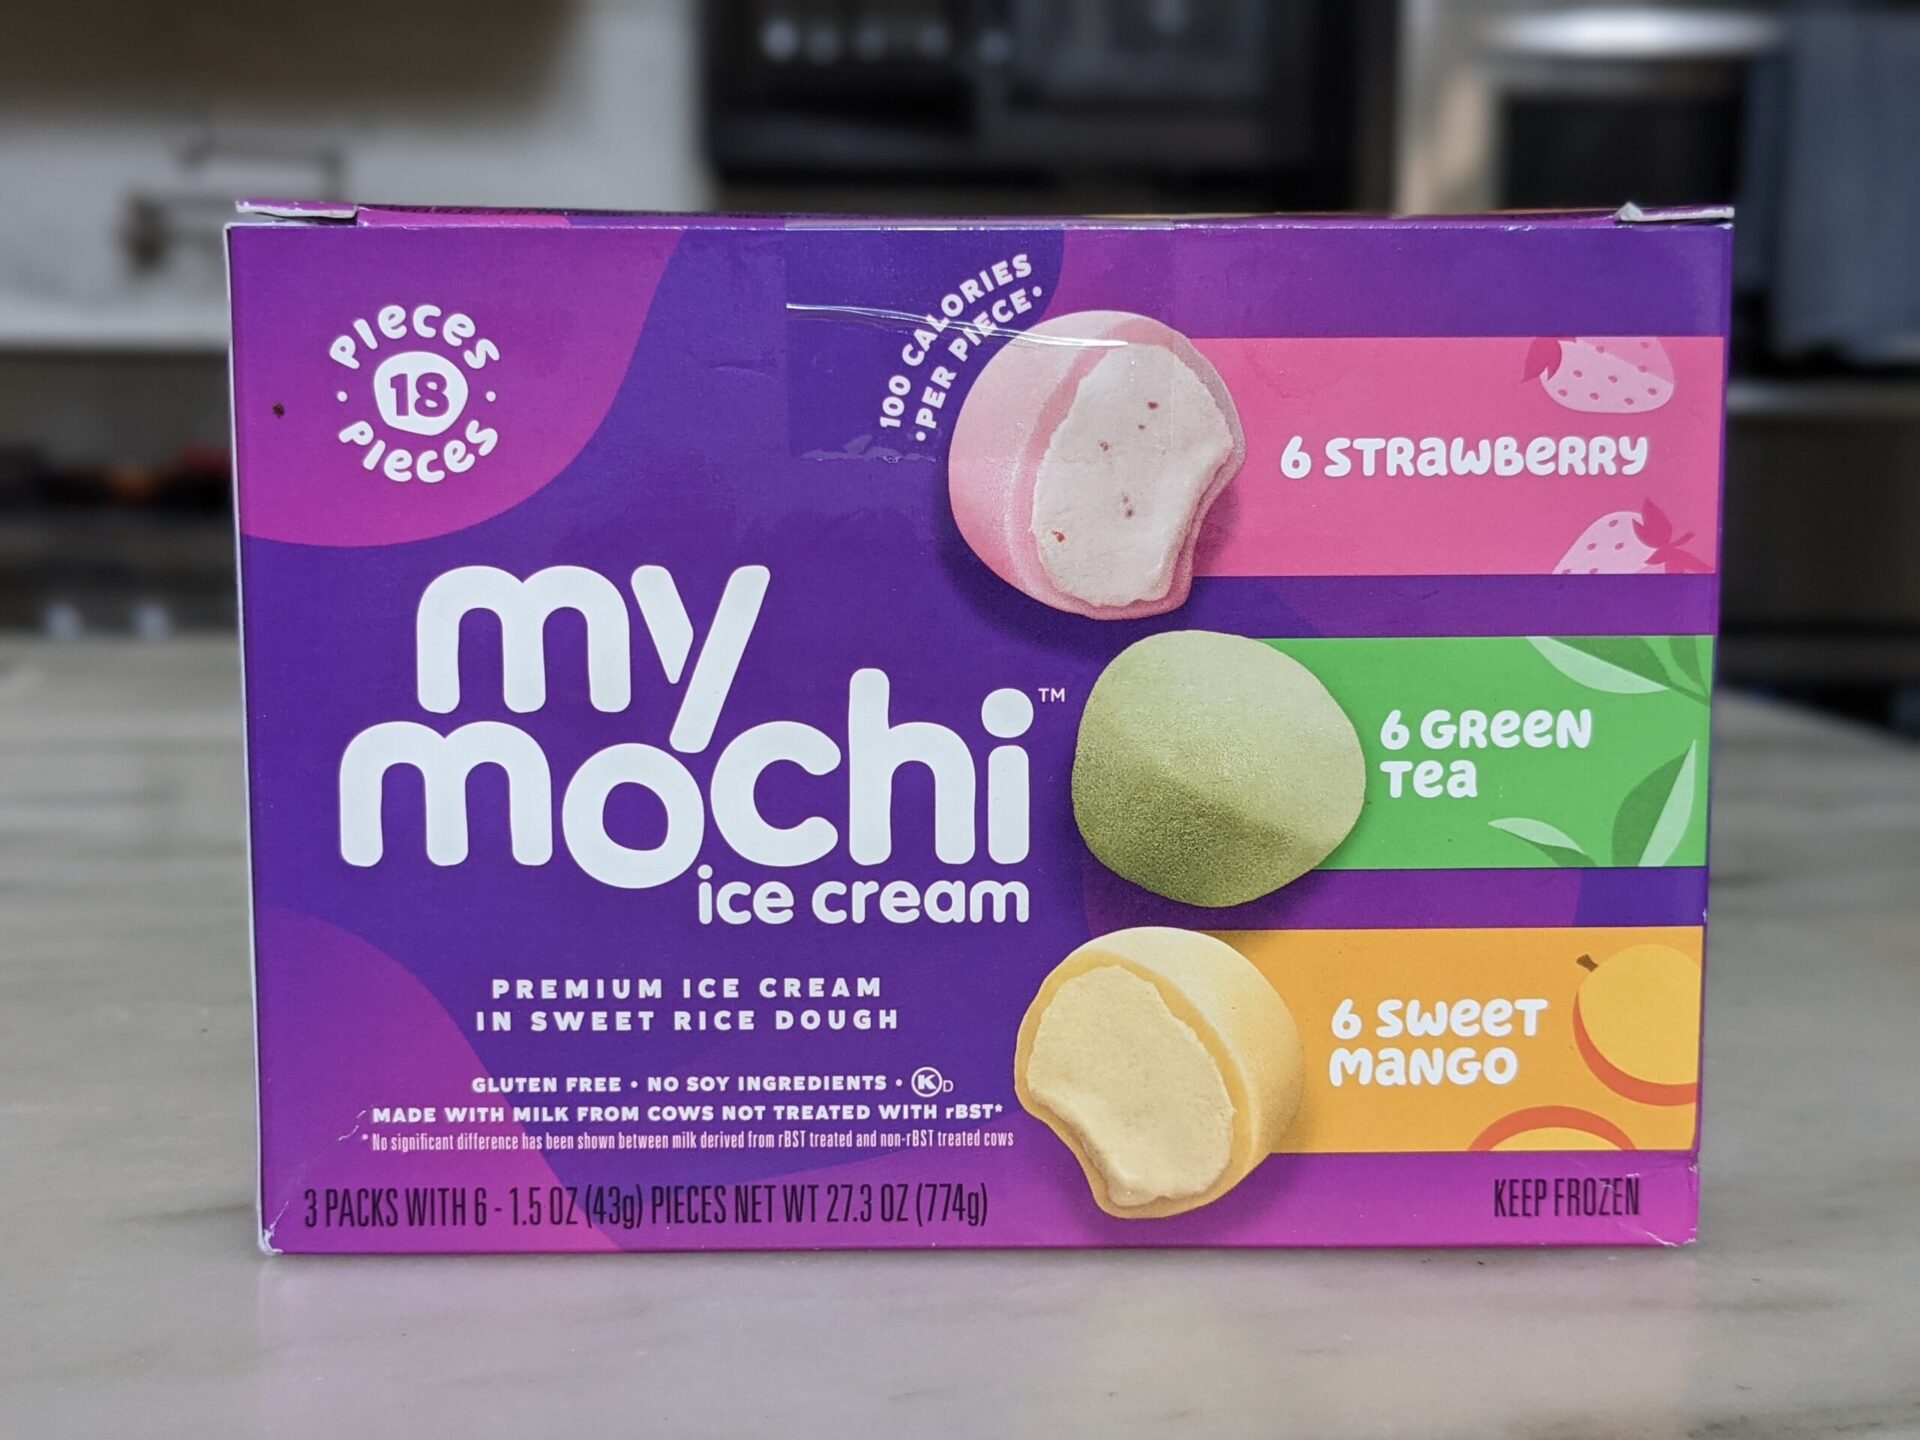 PIECES
18
PIECES
100 CALORIES
• PER PIECE •
6 STRAWBERRY
my
mochi™
ice cream
6 GREEN
TEA
PREMIUM ICE CREAM
IN SWEET RICE DOUGH
6 SWEET
MANGO
GLUTEN FREE • NO SOY INGREDIENTS • K D
MADE WITH MILK FROM COWS NOT TREATED WITH rBST*
*No significant difference has been shown between milk derived from rBST treated and non-rBST treated cows
3 PACKS WITH 6 - 1.5 OZ (43g) PIECES NET WT 27.3 OZ (774g)
KEEP FROZEN